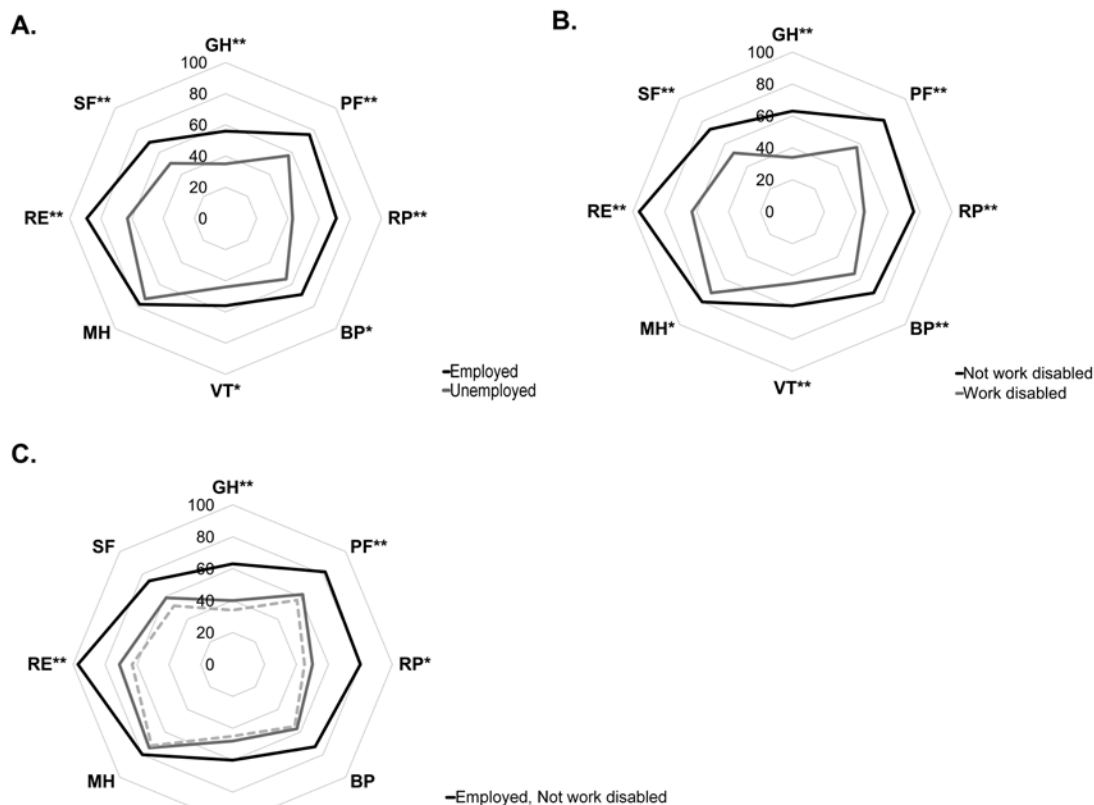 A.
GH**
100
SF**
80
PF**
60
40
20
RE**
0
RP**
MH
BP*
VT*
Employed
Unemployed
B.
GH**
100
SF**
80
PF**
60
40
20
RE**
0
RP**
MH*
BP**
VT**
Not work disabled
Work disabled
C.
GH**
100
SF
80
PF**
60
40
20
RE**
0
RP*
MH
BP
Employed, Not work disabled